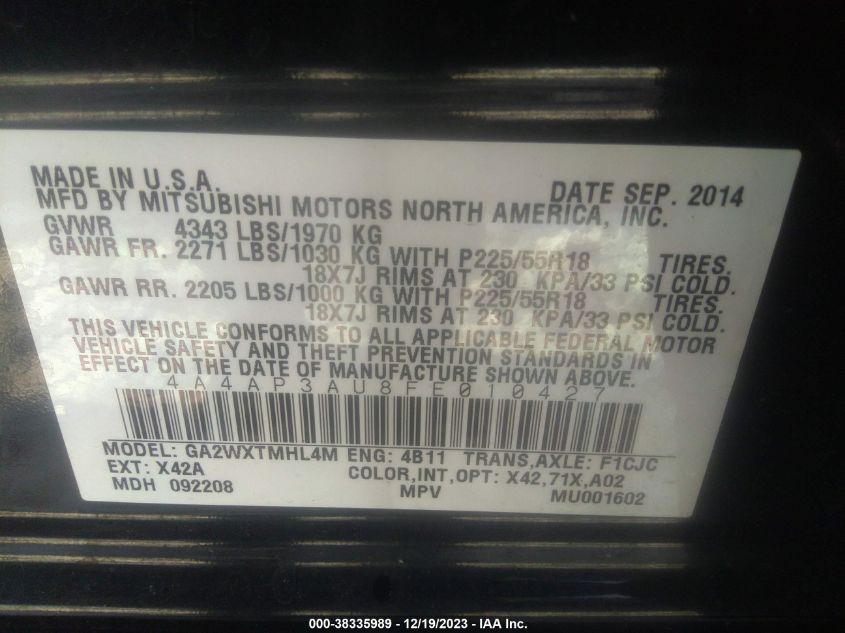 MADE IN U.S.A. DATE SEP. 2014
MFD BY MITSUBISHI MOTORS NORTH AMERICA, INC.
GVWR 4343 LBS/1970 KG
GAWR FR. 2271 LBS/1030 KG WITH P225/55R18 TIRES.
18X7J RIMS AT 230 KPA/33 PSI COLD.
GAWR RR. 2205 LBS/1000 KG WITH P225/55R18 TIRES.
18X7J RIMS AT 230 KPA/33 PSI COLD.
THIS VEHICLE CONFORMS TO ALL APPLICABLE FEDERAL MOTOR
VEHICLE SAFETY AND THEFT PREVENTION STANDARDS IN
EFFECT ON THE DATE OF MANUFACTURE SHOWN ABOVE.
4A4AP3AU8FE010427
MODEL: GA2WXTMHL4M ENG: 4B11 TRANS,AXLE: F1CJC
EXT: X42A COLOR,INT,OPT: X42,71X,A02
MDH 092208 MPV MU001602
000-38335989 - 12/19/2023 - IAA Inc.